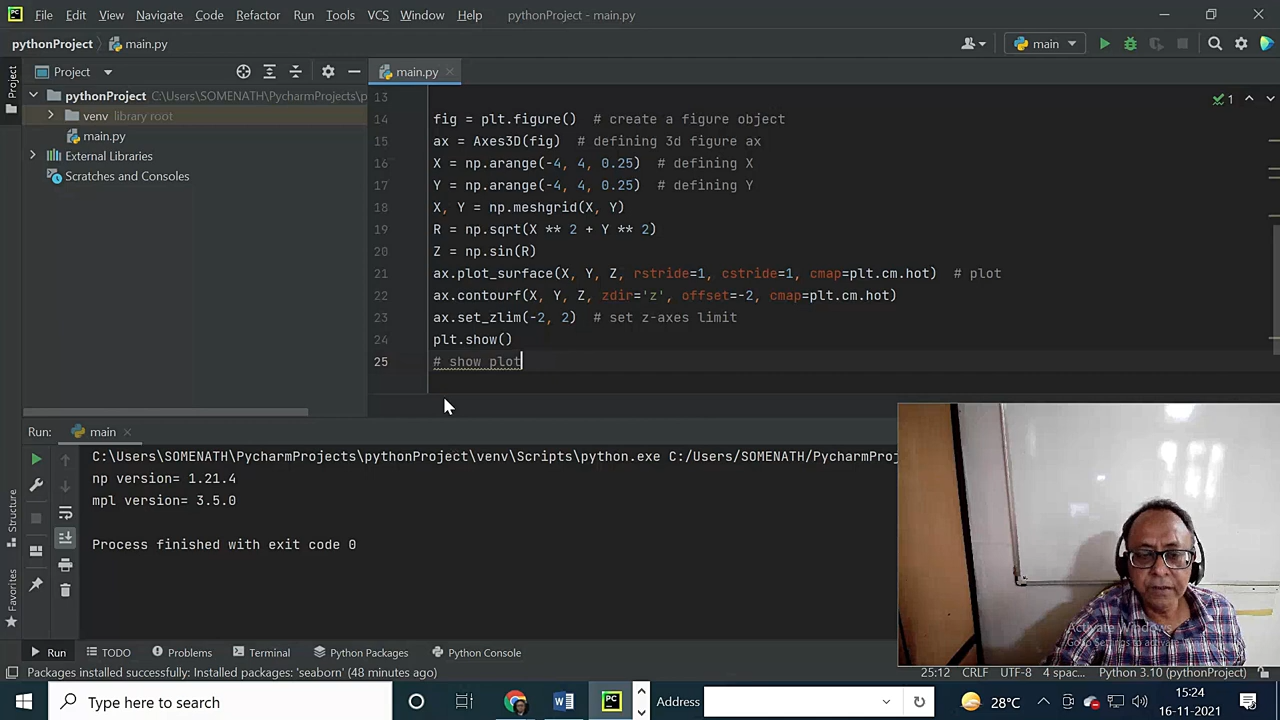 File Edit View Navigate Code Refactor Run Tools VCS Window Help pythonProject - main.py
pythonProject main.py main
Project main.py
pythonProject C:\Users\SOMENATH\PycharmProjects\p
venv library root
main.py
External Libraries
Scratches and Consoles
Project
Structure
Favorites
13
14 fig = plt.figure() # create a figure object
15 ax = Axes3D(fig) # defining 3d figure ax
16 X = np.arange(-4, 4, 0.25) # defining X
17 Y = np.arange(-4, 4, 0.25) # defining Y
18 X, Y = np.meshgrid(X, Y)
19 R = np.sqrt(X ** 2 + Y ** 2)
20 Z = np.sin(R)
21 ax.plot_surface(X, Y, Z, rstride=1, cstride=1, cmap=plt.cm.hot) # plot
22 ax.contourf(X, Y, Z, zdir='z', offset=-2, cmap=plt.cm.hot)
23 ax.set_zlim(-2, 2) # set z-axes limit
24 plt.show()
25 # show plot
1
Run: main
C:\Users\SOMENATH\PycharmProjects\pythonProject\venv\Scripts\python.exe C:/Users/SOMENATH/PycharmProj
np version= 1.21.4
mpl version= 3.5.0
Process finished with exit code 0
Activate Windows
Go to Settings to activate
Run TODO Problems Terminal Python Packages Python Console
Packages installed successfully: Installed packages: 'seaborn' (48 minutes ago) 25:12 CRLF UTF-8 4 spac... Python 3.10 (pythonProject)
Type here to search Address 28°C 15:24
16-11-2021